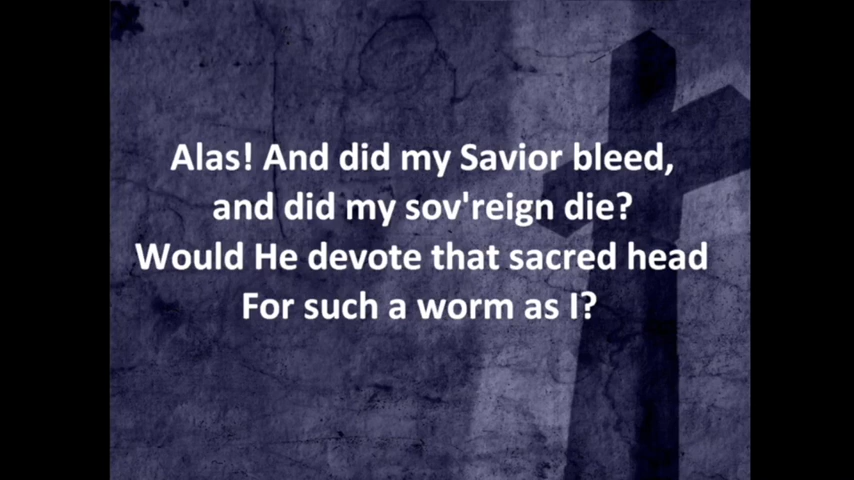 Alas! And did my Savior bleed,
and did my sov'reign die?
Would He devote that sacred head
For such a worm as I?